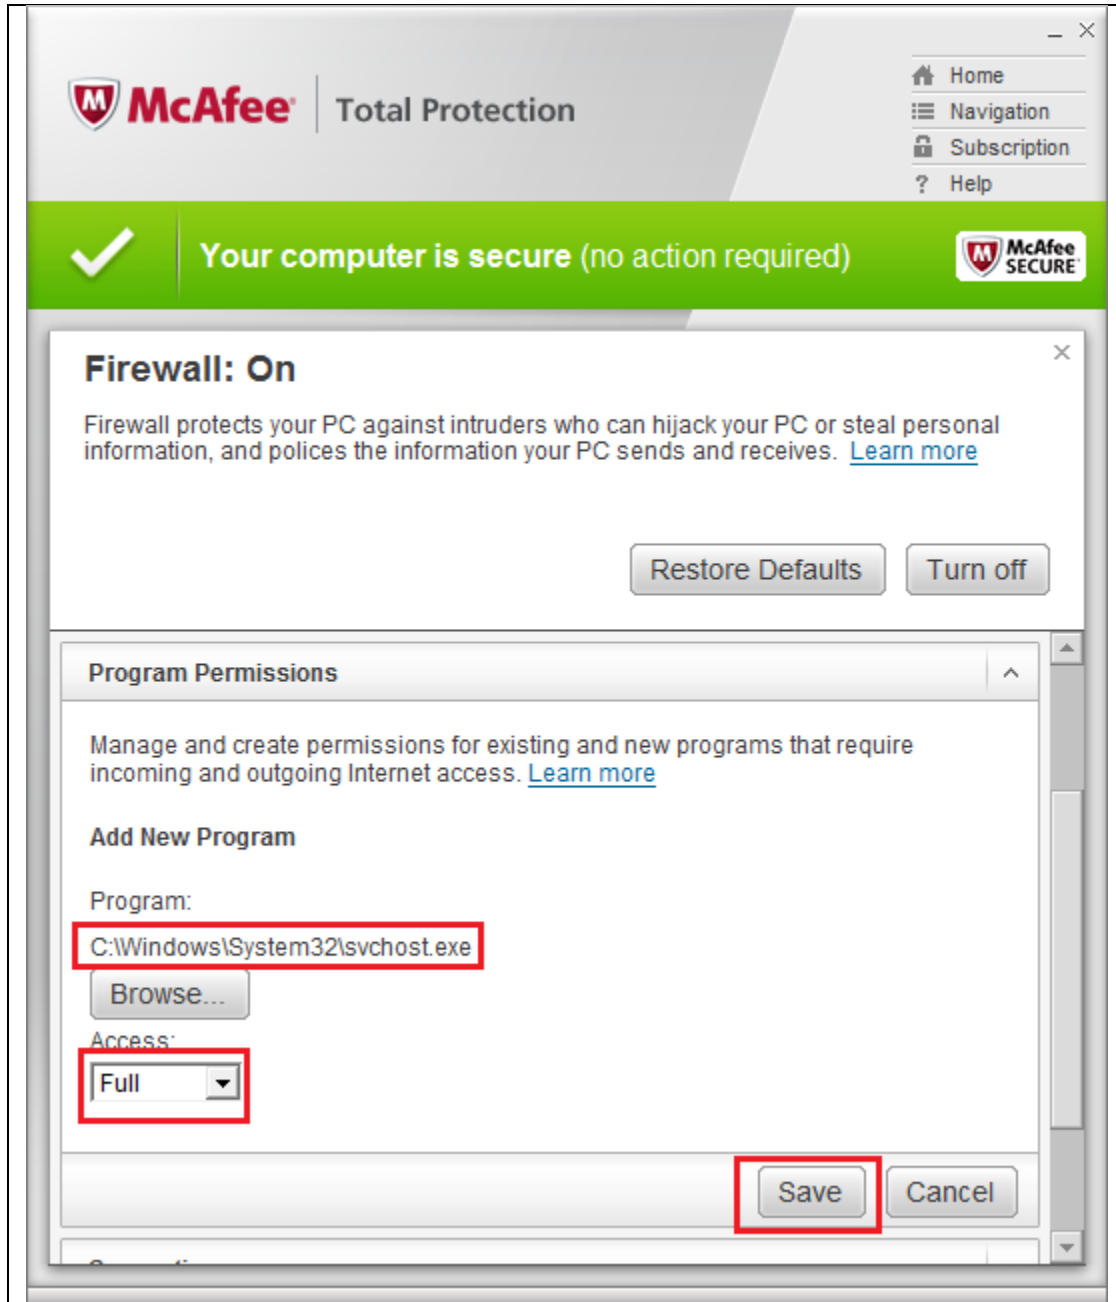 McAfee Total Protection
Home
Navigation
Subscription
? Help
Your computer is secure (no action required)
McAfee
SECURE
Firewall: On
Firewall protects your PC against intruders who can hijack your PC or steal personal
information, and polices the information your PC sends and receives. Learn more
Restore Defaults
Turn off
Program Permissions
Manage and create permissions for existing and new programs that require
incoming and outgoing Internet access. Learn more
Add New Program
Program:
C:\Windows\System32\svchost.exe
Browse...
Access:
Full
Save
Cancel